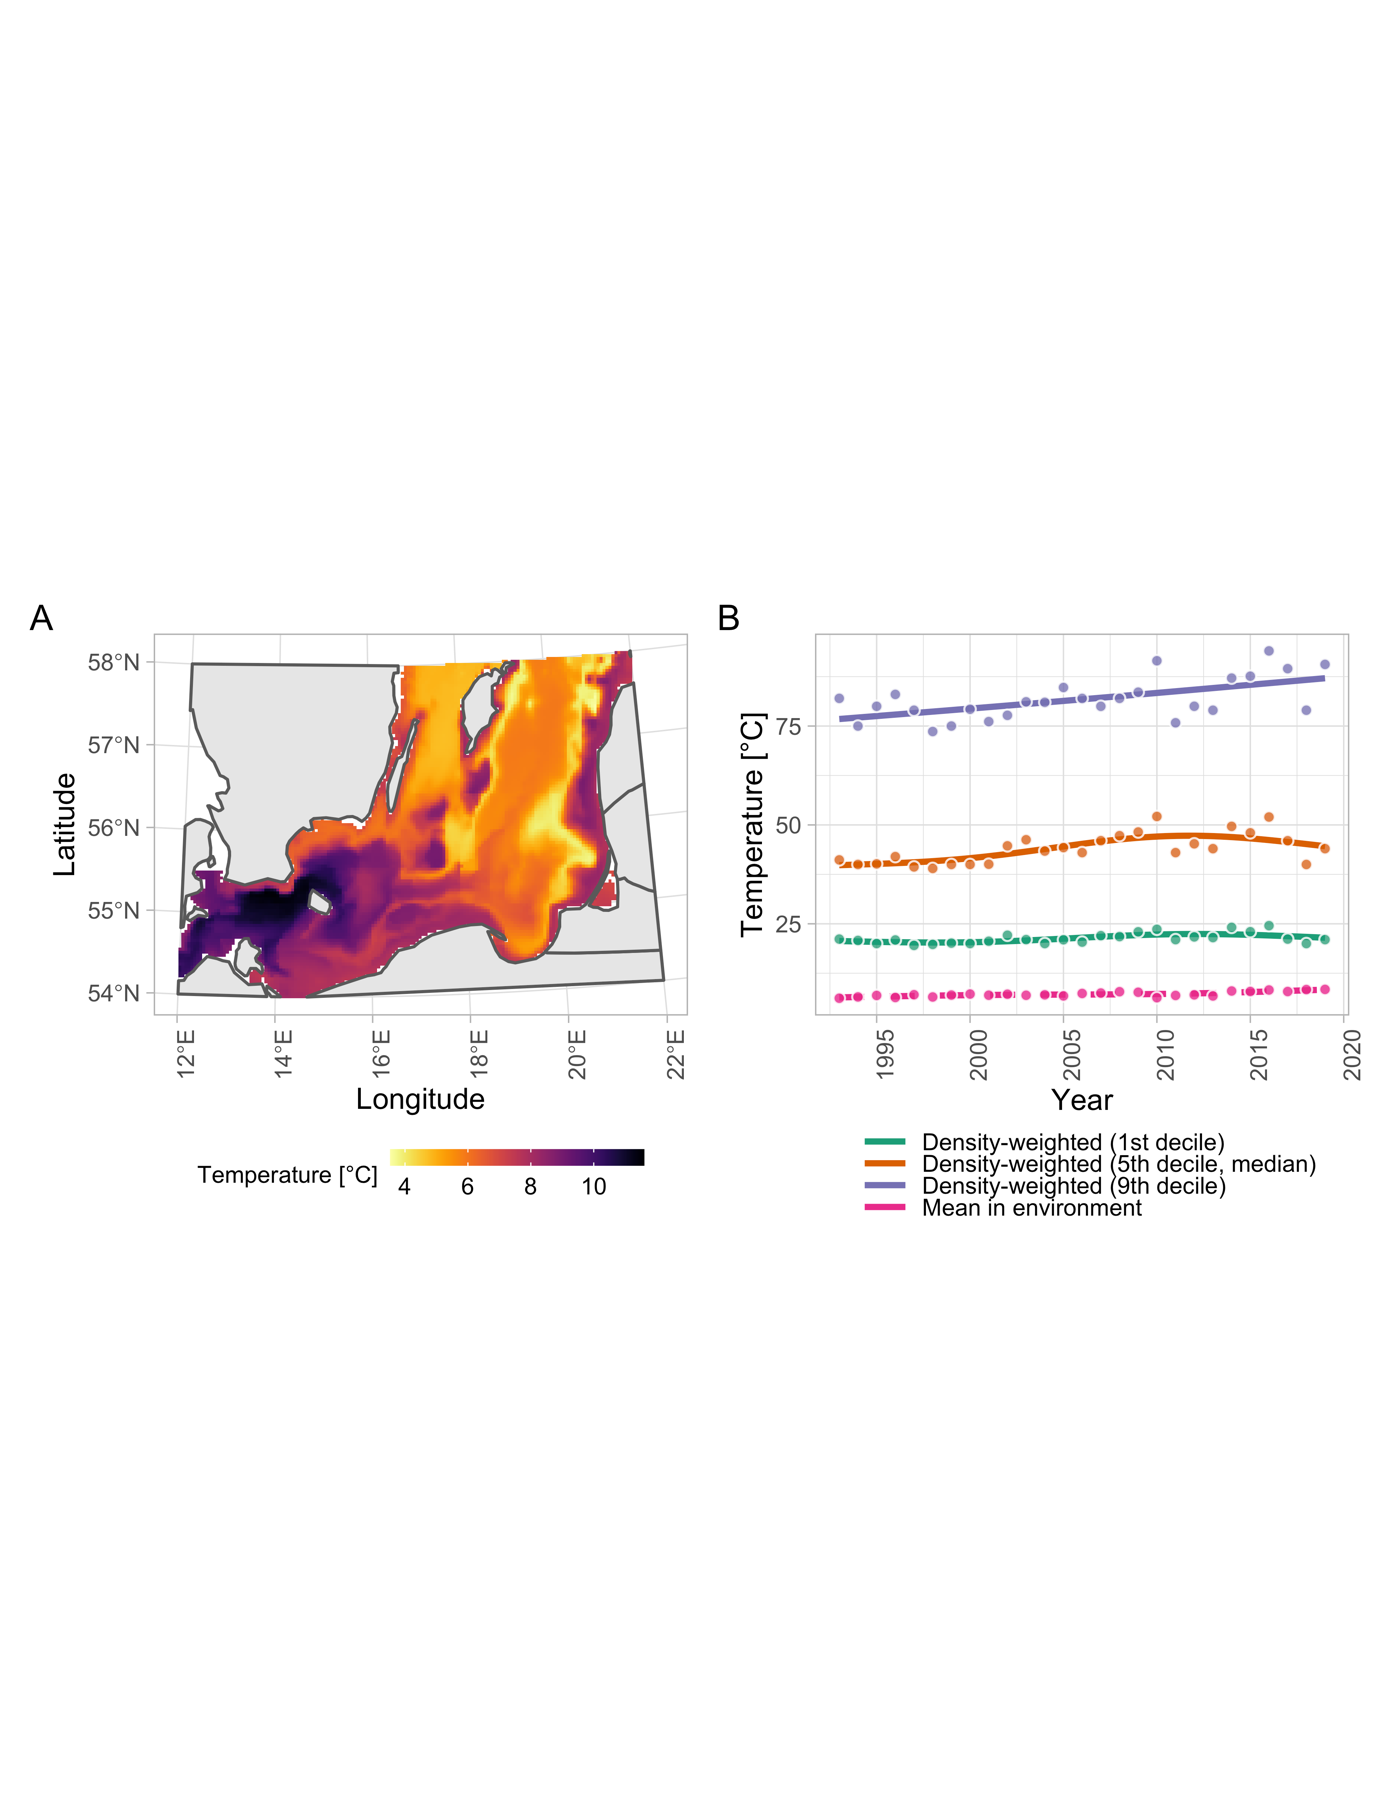 A
58°N
57°N
56°N
55°N
54°N
Latitude
12°E
14°E
16°E
18°E
20°E
22°E
Longitude
Temperature [°C]
4
6
8
10
B
75
50
25
Temperature [°C]
1995
2000
2005
2010
2015
2020
Year
Density-weighted (1st decile)
Density-weighted (5th decile, median)
Density-weighted (9th decile)
Mean in environment